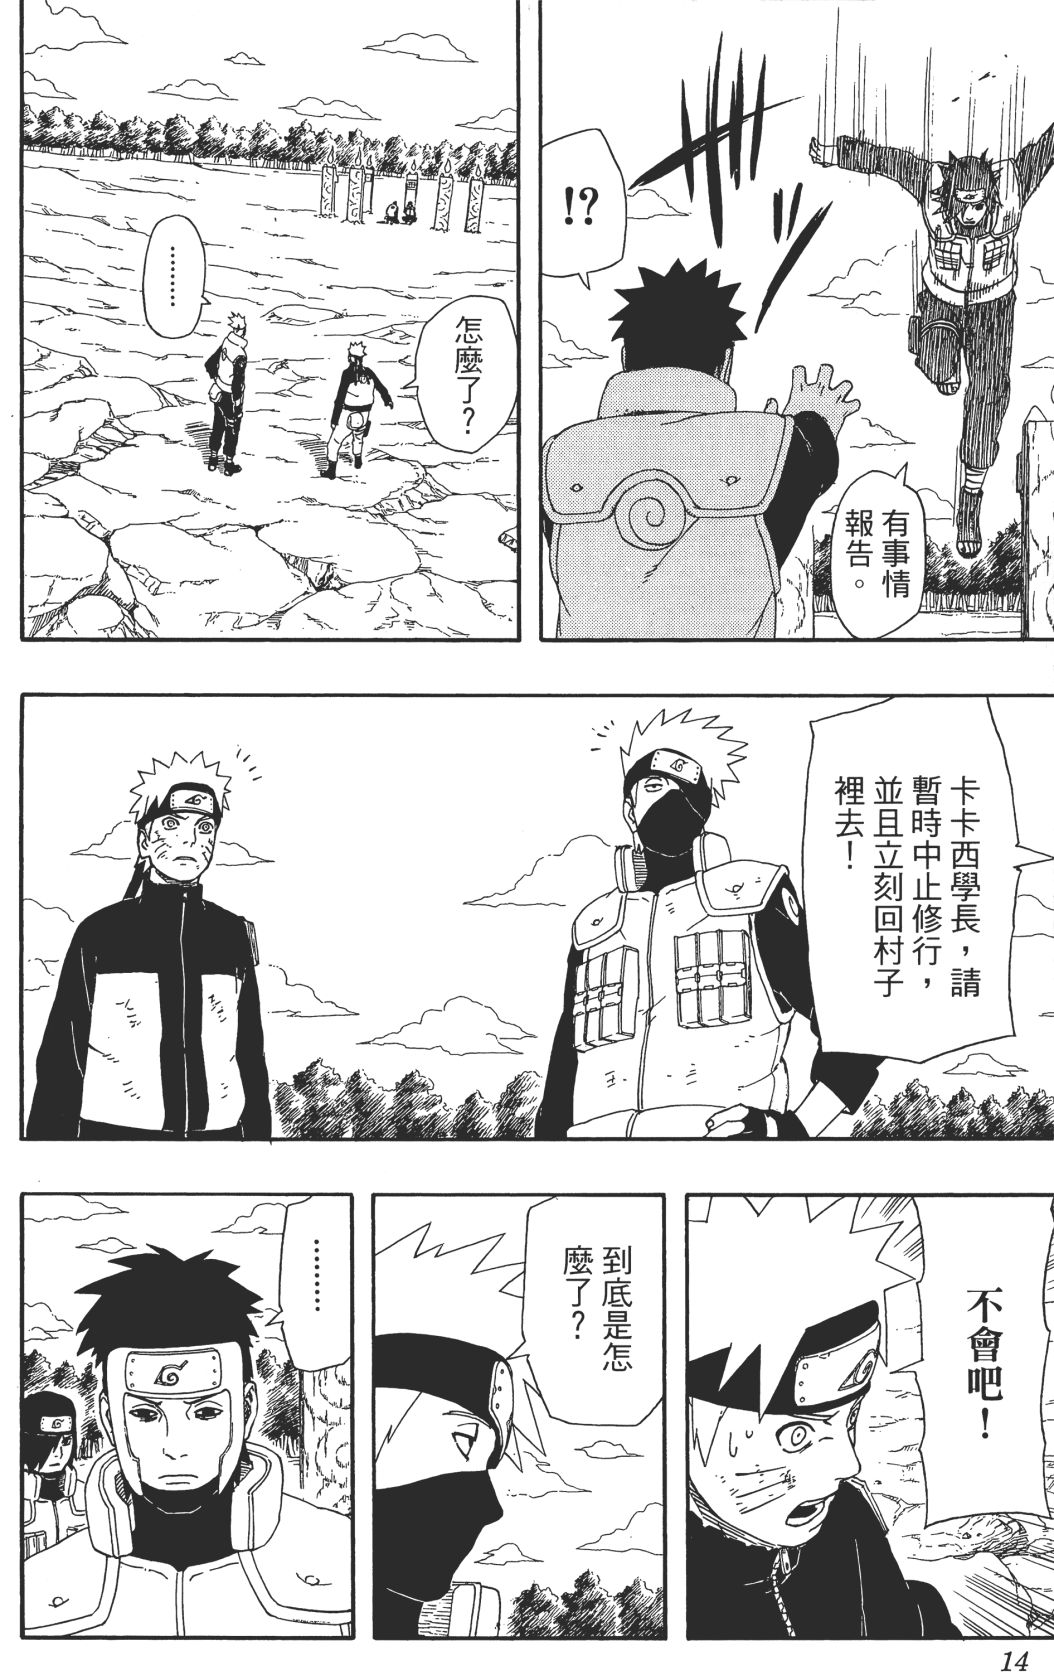 !?
有事情
報告。
怎麼了?
………
卡卡西學長，請
暫時中止修行，
並且立刻回村子
裡去！
不會吧！
到底是怎
麼了?
………
14